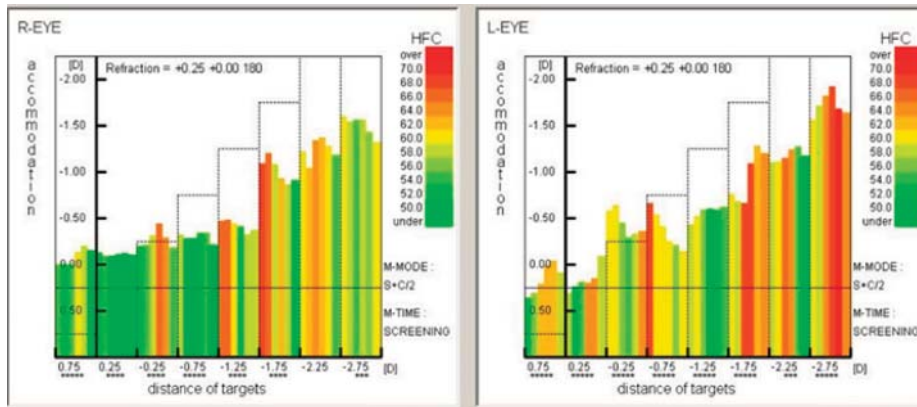 R-EYE
HFC
accommodation
[D]
Refraction = +0.25 +0.00 180
-2.00
-1.50
-1.00
-0.50
0.00
0.50
over
70.0
68.0
66.0
64.0
62.0
60.0
58.0
56.0
54.0
52.0
50.0
under
M-MODE :
S+C/2
M-TIME :
SCREENING
0.75 0.25 -0.25 -0.75 -1.25 -1.75 -2.25 -2.75 [D]
distance of targets
L-EYE
HFC
accommodation
[D]
Refraction = +0.25 +0.00 180
-2.00
-1.50
-1.00
-0.50
0.00
0.50
over
70.0
68.0
66.0
64.0
62.0
60.0
58.0
56.0
54.0
52.0
50.0
under
M-MODE :
S+C/2
M-TIME :
SCREENING
0.75 0.25 -0.25 -0.75 -1.25 -1.75 -2.25 -2.75 [D]
distance of targets